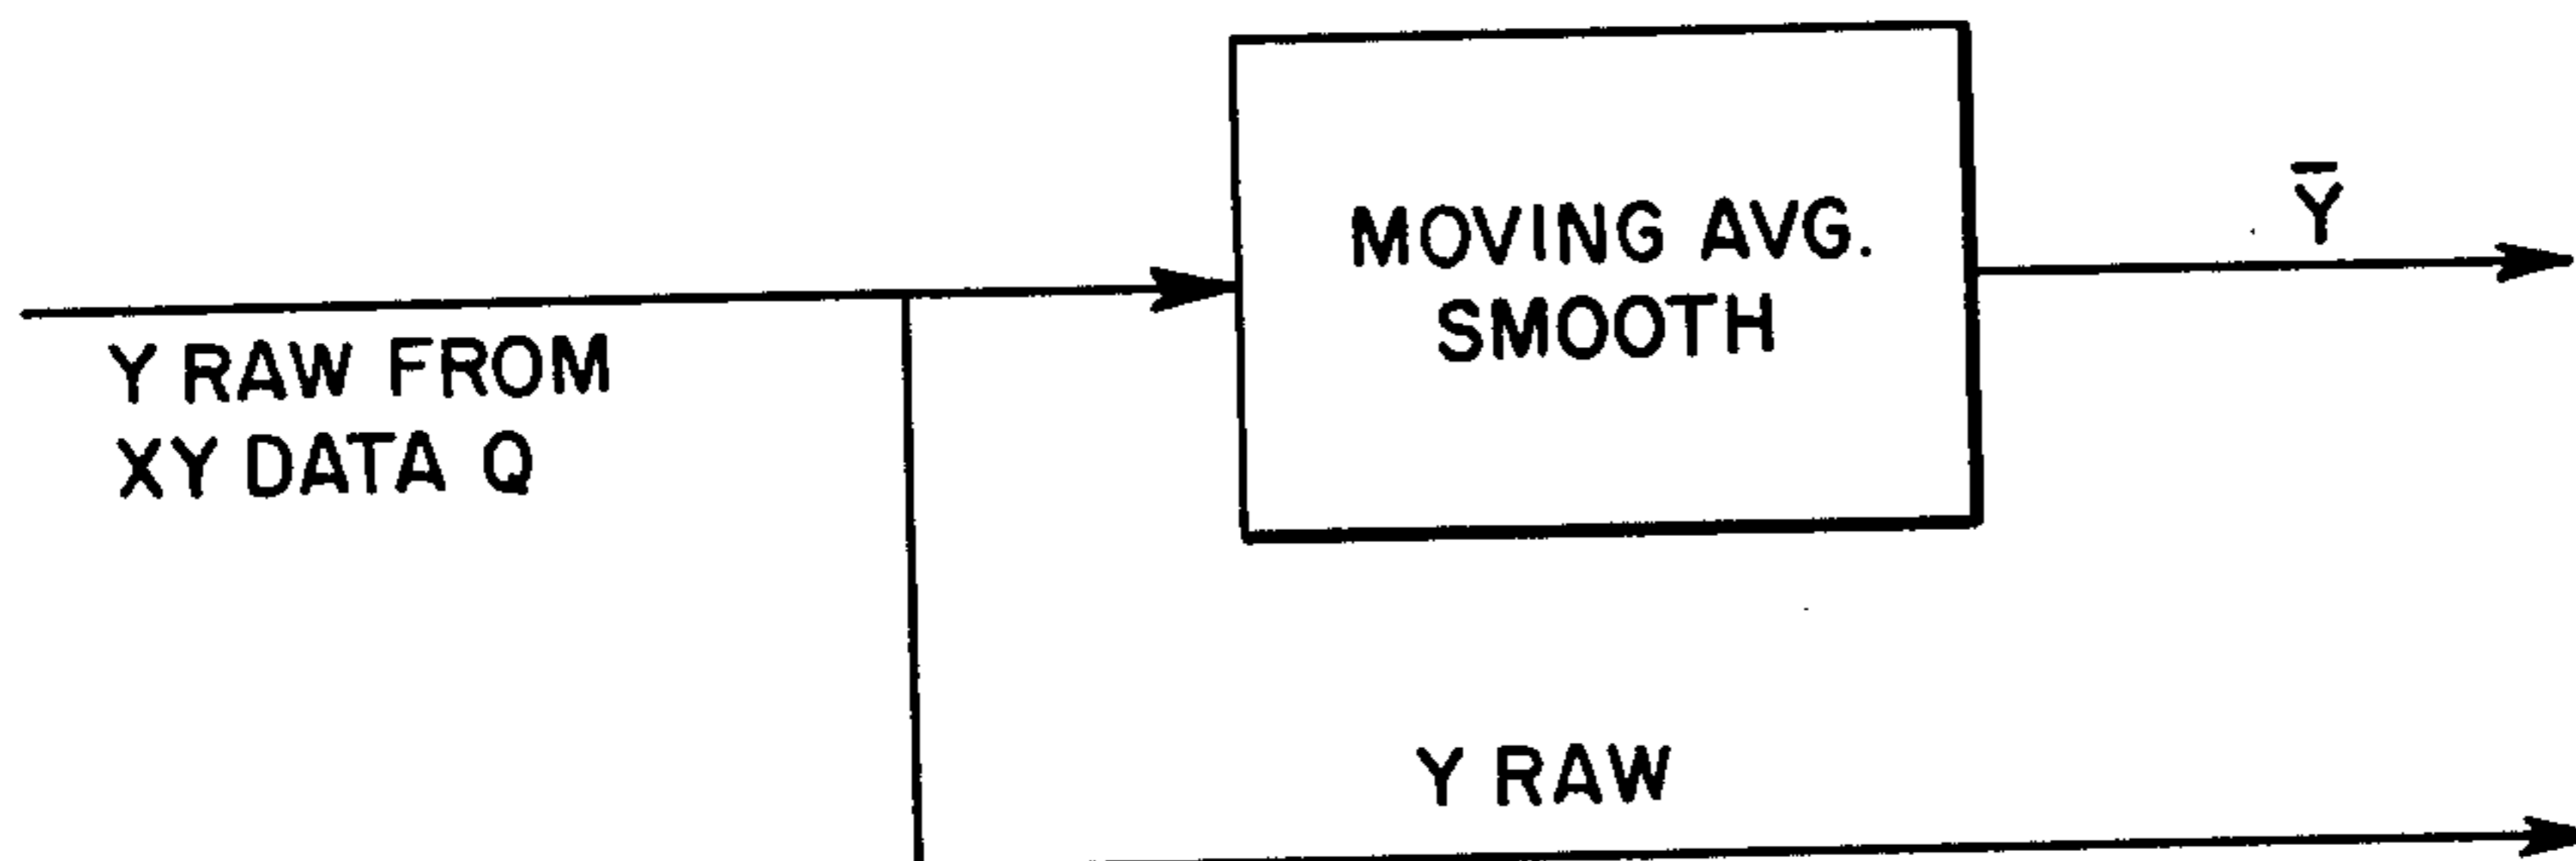 MOVING AVG.
SMOOTH
Ȳ
Y RAW FROM
XY DATA Q
Y RAW